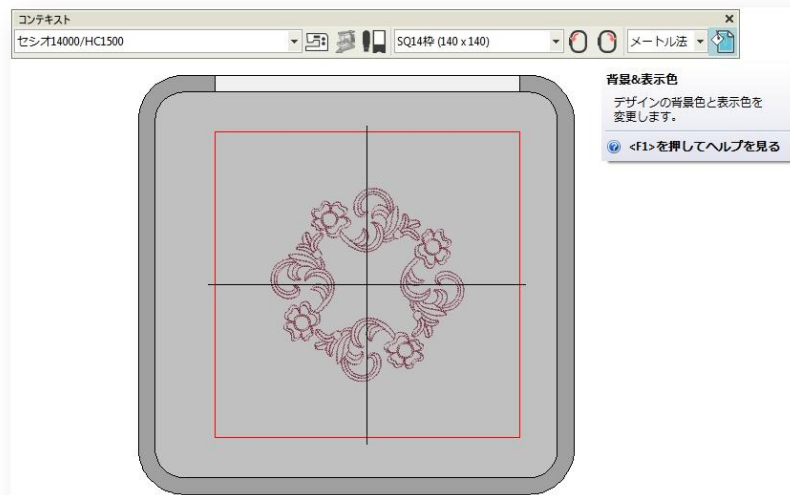 コンテキスト
セシオ14000/HC1500
SQ14枠 (140 x 140)
メートル法
背景&表示色
デザインの背景色と表示色を
変更します。
<F1>を押してヘルプを見る